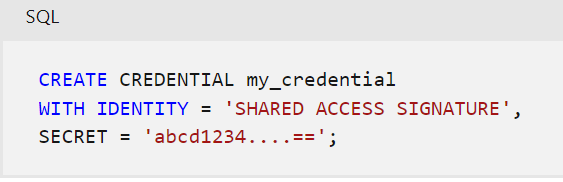 SQL
CREATE CREDENTIAL my_credential
WITH IDENTITY = 'SHARED ACCESS SIGNATURE',
SECRET = 'abcd1234....==';